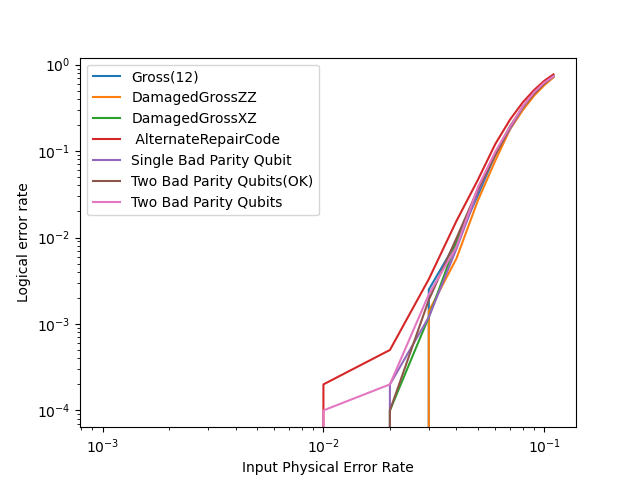 Gross(12)
DamagedGrossZZ
DamagedGrossXZ
AlternateRepairCode
Single Bad Parity Qubit
Two Bad Parity Qubits(OK)
Two Bad Parity Qubits
Logical error rate
10⁰
10⁻¹
10⁻²
10⁻³
10⁻⁴
10⁻³ 10⁻² 10⁻¹
Input Physical Error Rate